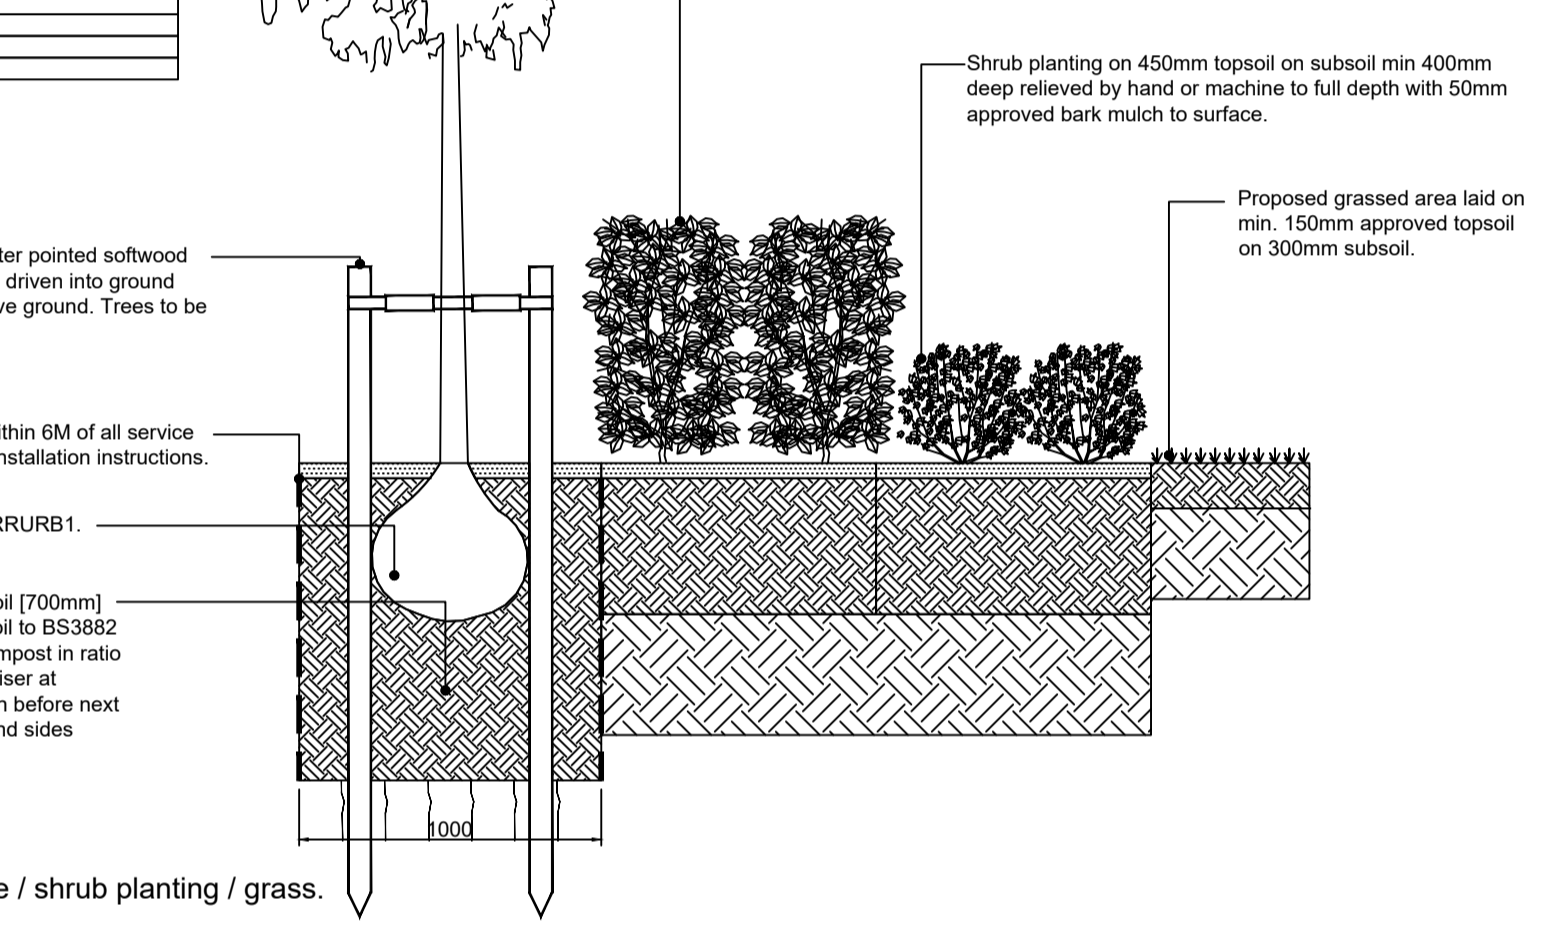 Shrub planting on 450mm topsoil on subsoil min 400mm
deep relieved by hand or machine to full depth with 50mm
approved bark mulch to surface.
Proposed grassed area laid on
min. 150mm approved topsoil
on 300mm subsoil.
ter pointed softwood
driven into ground
ve ground. Trees to be
ithin 6M of all service
nstallation instructions.
RRURB1.
oil [700mm]
oil to BS3882
mpost in ratio
iser at
n before next
nd sides
1000
e / shrub planting / grass.